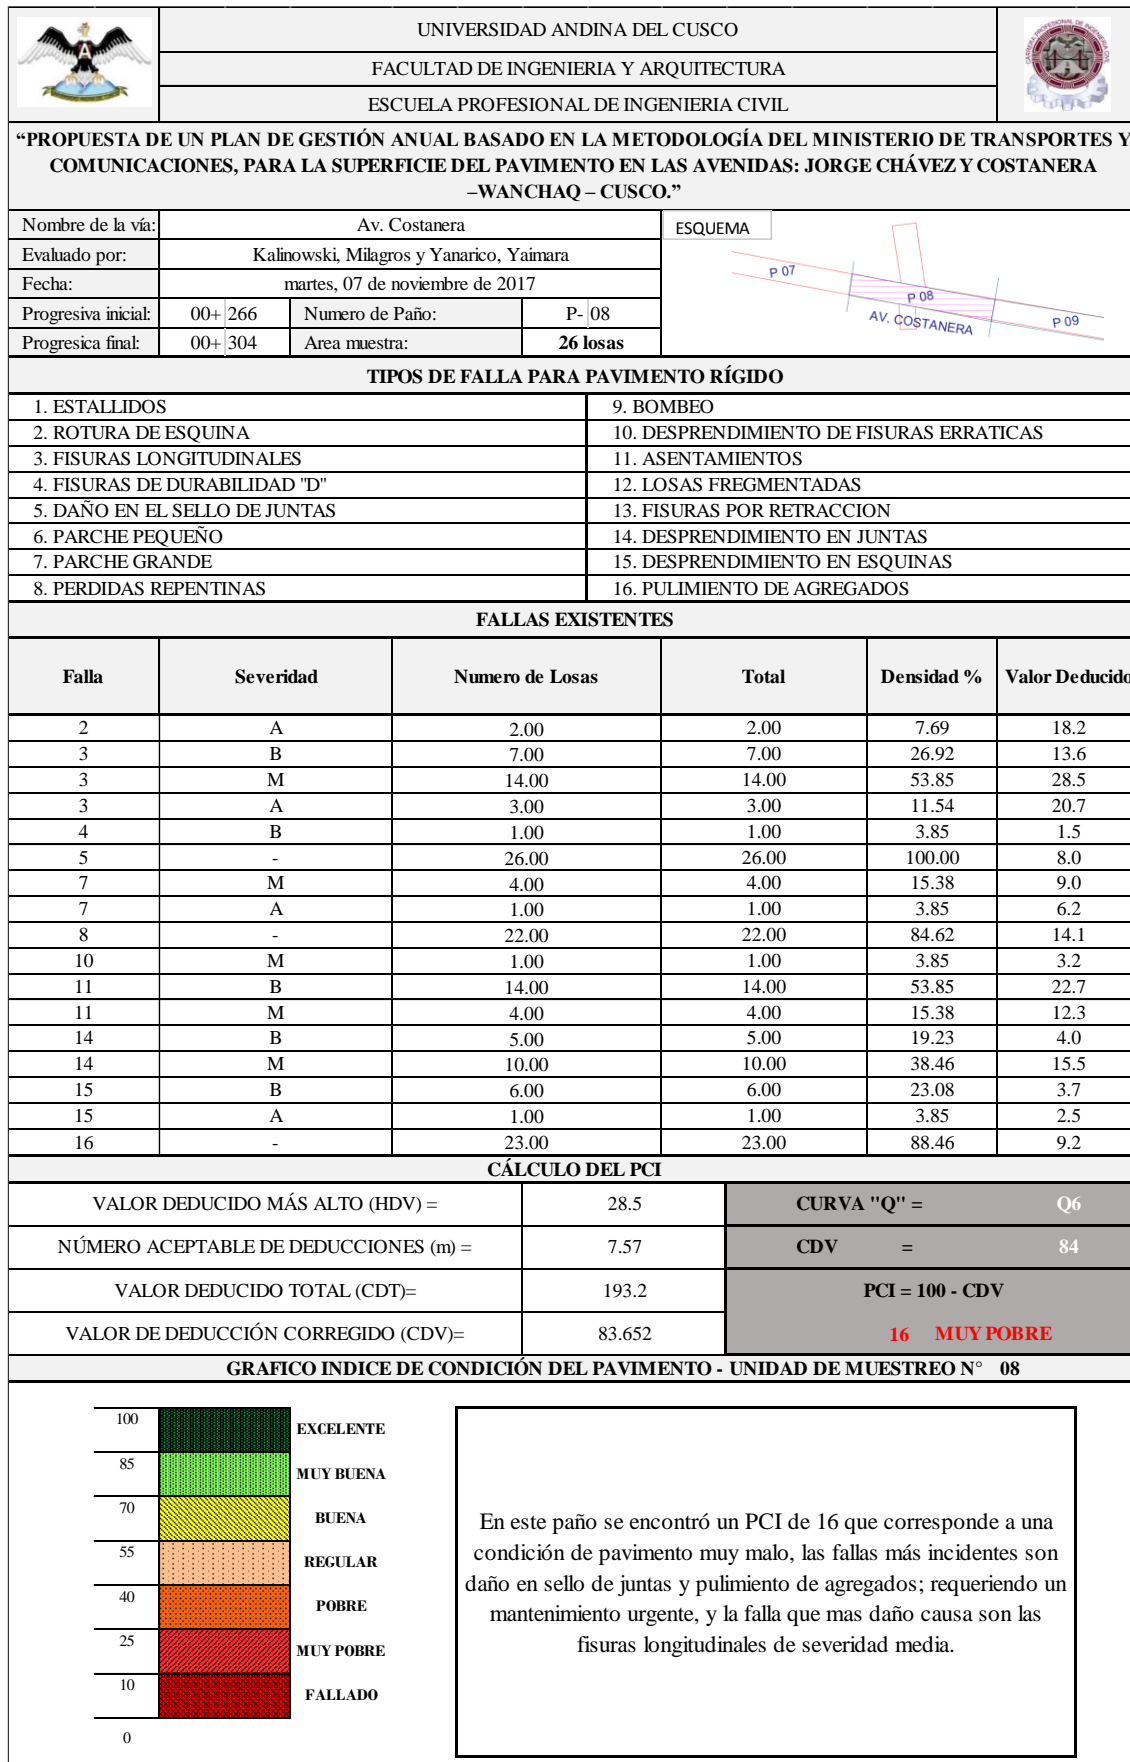 UNIVERSIDAD ANDINA DEL CUSCO
FACULTAD DE INGENIERIA Y ARQUITECTURA
ESCUELA PROFESIONAL DE INGENIERIA CIVIL
“PROPUESTA DE UN PLAN DE GESTIÓN ANUAL BASADO EN LA METODOLOGÍA DEL MINISTERIO DE TRANSPORTES Y
COMUNICACIONES, PARA LA SUPERFICIE DEL PAVIMENTO EN LAS AVENIDAS: JORGE CHÁVEZ Y COSTANERA
–WANCHAQ – CUSCO.”
Nombre de la vía: Av. Costanera
Evaluado por: Kalinowski, Milagros y Yanarico, Yaimara
Fecha: martes, 07 de noviembre de 2017
Progresiva inicial: 00+ 266 Numero de Paño: P- 08
Progresica final: 00+ 304 Area muestra: 26 losas
ESQUEMA
P 07
P 08
AV. COSTANERA
P 09
TIPOS DE FALLA PARA PAVIMENTO RÍGIDO
1. ESTALLIDOS 9. BOMBEO
2. ROTURA DE ESQUINA 10. DESPRENDIMIENTO DE FISURAS ERRATICAS
3. FISURAS LONGITUDINALES 11. ASENTAMIENTOS
4. FISURAS DE DURABILIDAD "D" 12. LOSAS FREGMENTADAS
5. DAÑO EN EL SELLO DE JUNTAS 13. FISURAS POR RETRACCION
6. PARCHE PEQUEÑO 14. DESPRENDIMIENTO EN JUNTAS
7. PARCHE GRANDE 15. DESPRENDIMIENTO EN ESQUINAS
8. PERDIDAS REPENTINAS 16. PULIMIENTO DE AGREGADOS
FALLAS EXISTENTES
Falla Severidad Numero de Losas Total Densidad % Valor Deducido
2 A 2.00 2.00 7.69 18.2
3 B 7.00 7.00 26.92 13.6
3 M 14.00 14.00 53.85 28.5
3 A 3.00 3.00 11.54 20.7
4 B 1.00 1.00 3.85 1.5
5 - 26.00 26.00 100.00 8.0
7 M 4.00 4.00 15.38 9.0
7 A 1.00 1.00 3.85 6.2
8 - 22.00 22.00 84.62 14.1
10 M 1.00 1.00 3.85 3.2
11 B 14.00 14.00 53.85 22.7
11 M 4.00 4.00 15.38 12.3
14 B 5.00 5.00 19.23 4.0
14 M 10.00 10.00 38.46 15.5
15 B 6.00 6.00 23.08 3.7
15 A 1.00 1.00 3.85 2.5
16 - 23.00 23.00 88.46 9.2
CÁLCULO DEL PCI
VALOR DEDUCIDO MÁS ALTO (HDV) = 28.5 CURVA "Q" = Q6
NÚMERO ACEPTABLE DE DEDUCCIONES (m) = 7.57 CDV = 84
VALOR DEDUCIDO TOTAL (CDT)= 193.2 PCI = 100 - CDV
VALOR DE DEDUCCIÓN CORREGIDO (CDV)= 83.652 16 MUY POBRE
GRAFICO INDICE DE CONDICIÓN DEL PAVIMENTO - UNIDAD DE MUESTREO N° 08
100 EXCELENTE
85 MUY BUENA
70 BUENA
55 REGULAR
40 POBRE
25 MUY POBRE
10 FALLADO
0
En este paño se encontró un PCI de 16 que corresponde a una
condición de pavimento muy malo, las fallas más incidentes son
daño en sello de juntas y pulimiento de agregados; requeriendo un
mantenimiento urgente, y la falla que mas daño causa son las
fisuras longitudinales de severidad media.